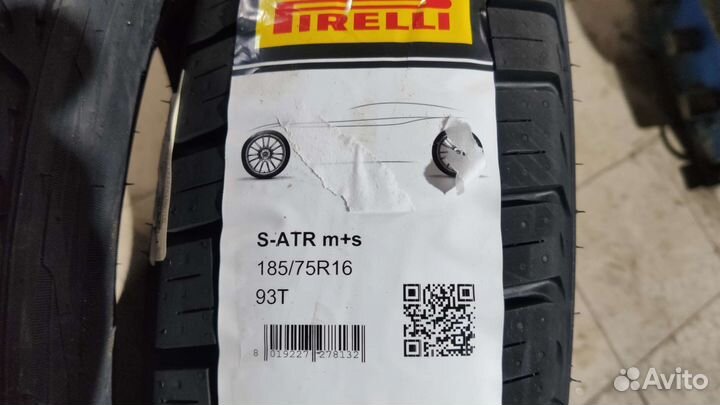 PIRELLI
S-ATR m+s
185/75R16
93T
8 019227 278132
Avito